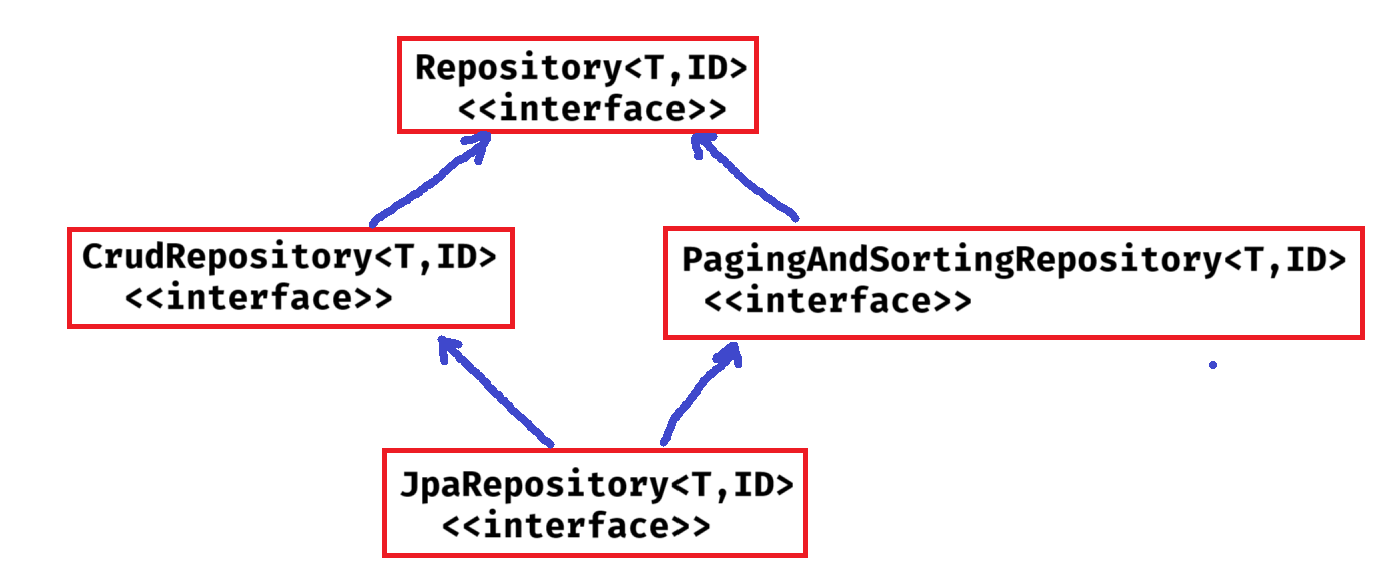 Repository<T,ID>
<<interface>>
CrudRepository<T,ID>
<<interface>>
PagingAndSortingRepository<T,ID>
<<interface>>
JpaRepository<T,ID>
<<interface>>